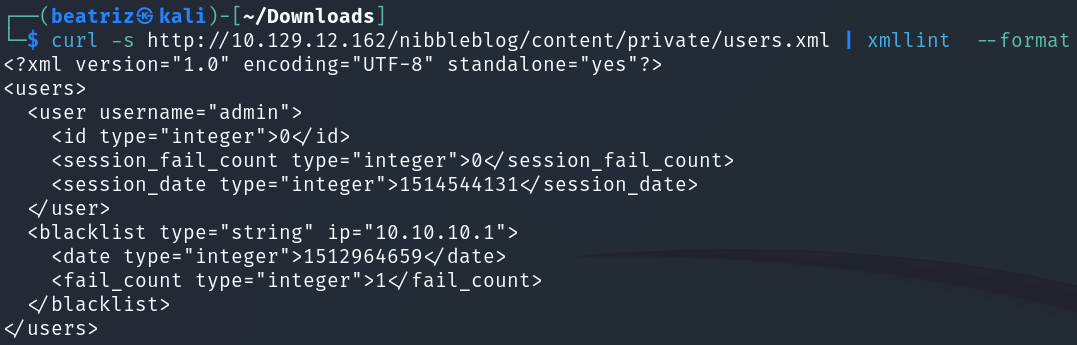 ┌──(beatriz㉿kali)-[~/Downloads]
└─$ curl -s http://10.129.12.162/nibbleblog/content/private/users.xml | xmllint  --format
<?xml version="1.0" encoding="UTF-8" standalone="yes"?>
<users>
  <user username="admin">
    <id type="integer">0</id>
    <session_fail_count type="integer">0</session_fail_count>
    <session_date type="integer">1514544131</session_date>
  </user>
  <blacklist type="string" ip="10.10.10.1">
    <date type="integer">1512964659</date>
    <fail_count type="integer">1</fail_count>
  </blacklist>
</users>